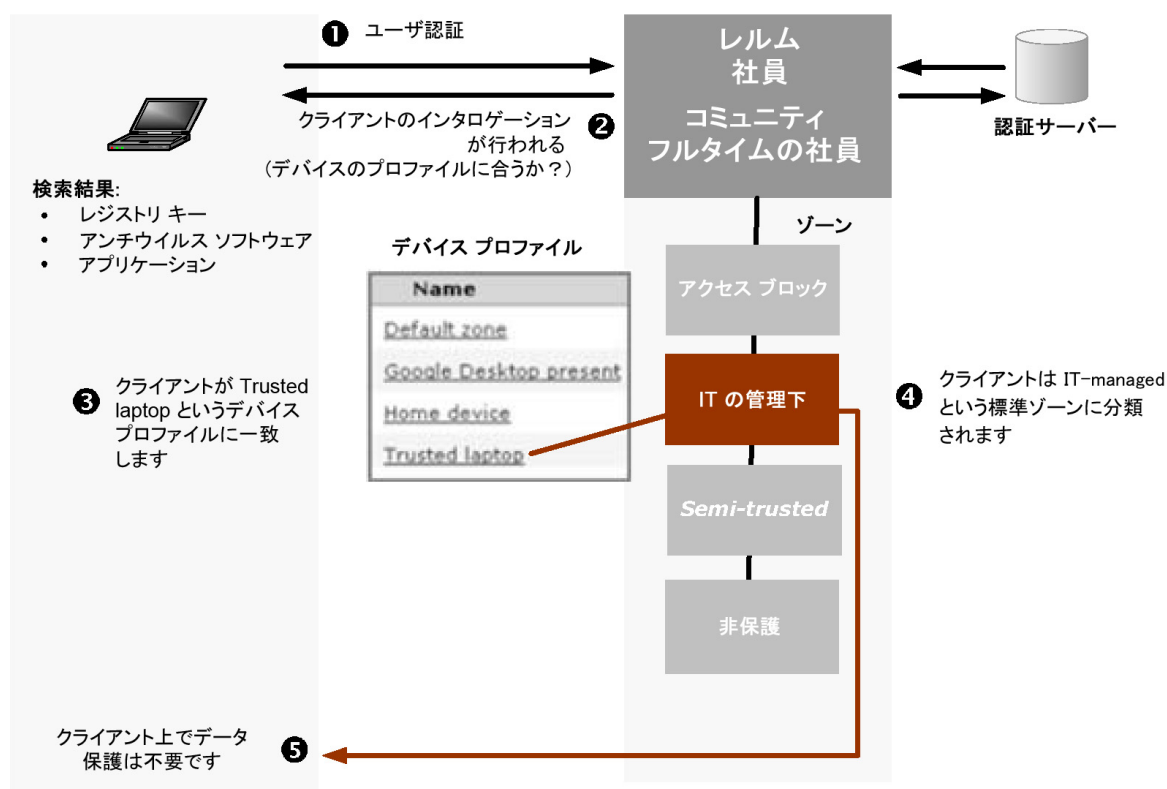 ❶ ユーザ認証
レルム
社員
コミュニティ
フルタイムの社員
認証サーバー
クライアントのインタロゲーション ❷
が行われる
(デバイスのプロファイルに合うか？)
検索結果:
• レジストリ キー
• アンチウイルス ソフトウェア
• アプリケーション
ゾーン
デバイス プロファイル
Name
Default zone
Google Desktop present
Home device
Trusted laptop
アクセス ブロック
IT の管理下
Semi-trusted
非保護
❸ クライアントが Trusted
laptop というデバイス
プロファイルに一致
します
❹ クライアントは IT-managed
という標準ゾーンに分類
されます
クライアント上でデータ ❺
保護は不要です